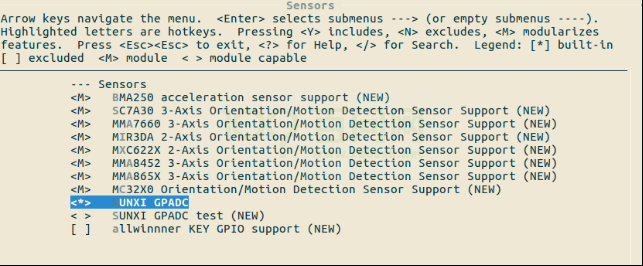 Sensors
Arrow keys navigate the menu. <Enter> selects submenus ---> (or empty submenus ----).
Highlighted letters are hotkeys. Pressing <Y> includes, <N> excludes, <M> modularizes
features. Press <Esc><Esc> to exit, <?> for Help, </> for Search. Legend: [*] built-in
[ ] excluded <M> module < > module capable
--- Sensors
<M> BMA250 acceleration sensor support (NEW)
<M> SC7A30 3-Axis Orientation/Motion Detection Sensor Support (NEW)
<M> MMA7660 3-Axis Orientation/Motion Detection Sensor Support (NEW)
<M> MIR3DA 2-Axis Orientation/Motion Detection Sensor Support (NEW)
<M> MXC622X 2-Axis Orientation/Motion Detection Sensor Support (NEW)
<M> MMA8452 3-Axis Orientation/Motion Detection Sensor Support (NEW)
<M> MMA865X 3-Axis Orientation/Motion Detection Sensor Support (NEW)
<M> MC32X0 Orientation/Motion Detection Sensor Support (NEW)
<*> UNXI GPADC
< > SUNXI GPADC test (NEW)
[ ] allwinnner KEY GPIO support (NEW)